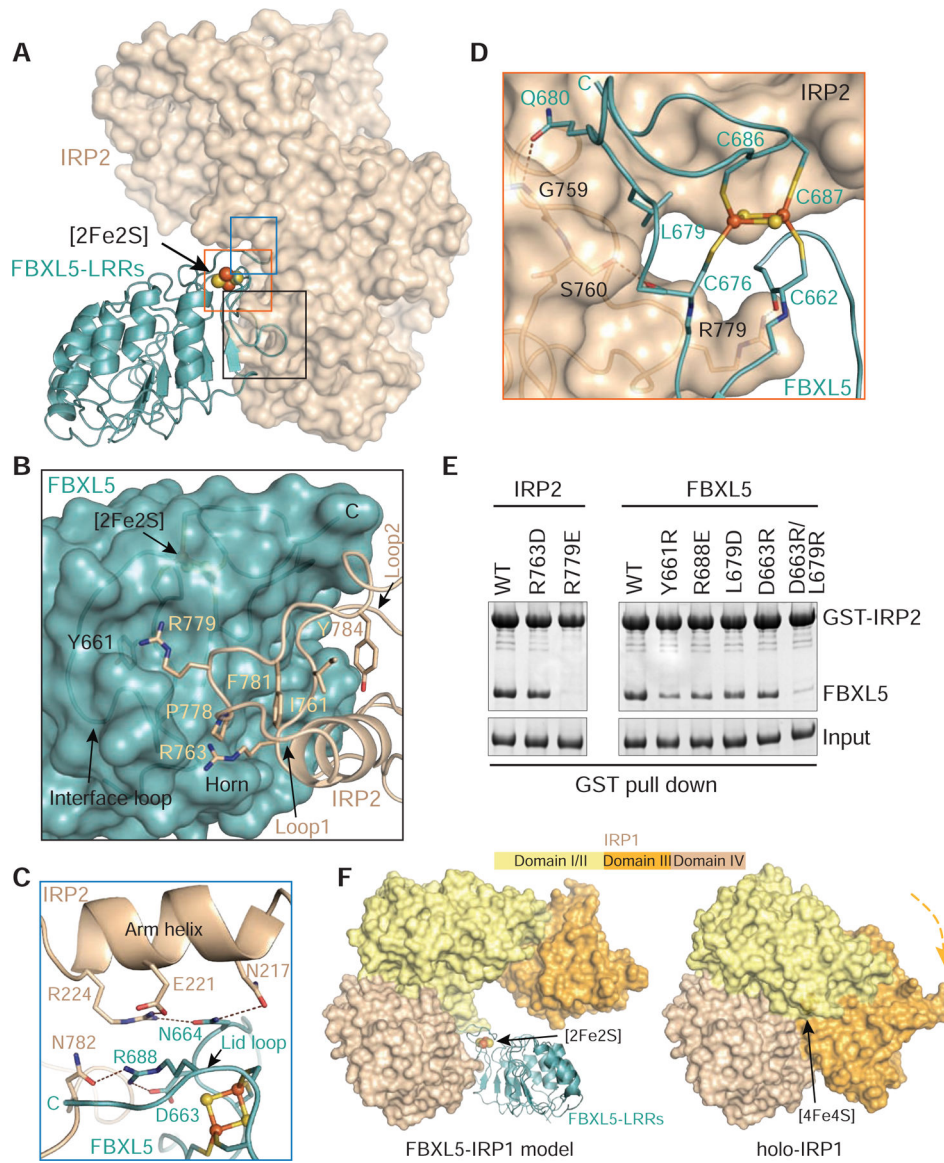 A
IRP2
[2Fe2S]
FBXL5-LRRs
D
C
Q680
IRP2
C686
G759
C687
L679
S760
C676
C662
R779
FBXL5
B
FBXL5
C
[2Fe2S]
Loop2
R779
Y784
Y661
F781
I761
P778
R763
Horn
Interface loop
IRP2
Loop1
E
IRP2
FBXL5
WT
R763D
R779E
WT
Y661R
R688E
L679D
D663R
D663R/
L679R
GST-IRP2
FBXL5
Input
GST pull down
C
IRP2
Arm helix
N217
E221
R224
N664
N782
R688
Lid loop
C
D663
FBXL5
IRP1
Domain I/II
Domain III
Domain IV
F
[2Fe2S]
FBXL5-LRRs
[4Fe4S]
FBXL5-IRP1 model
holo-IRP1